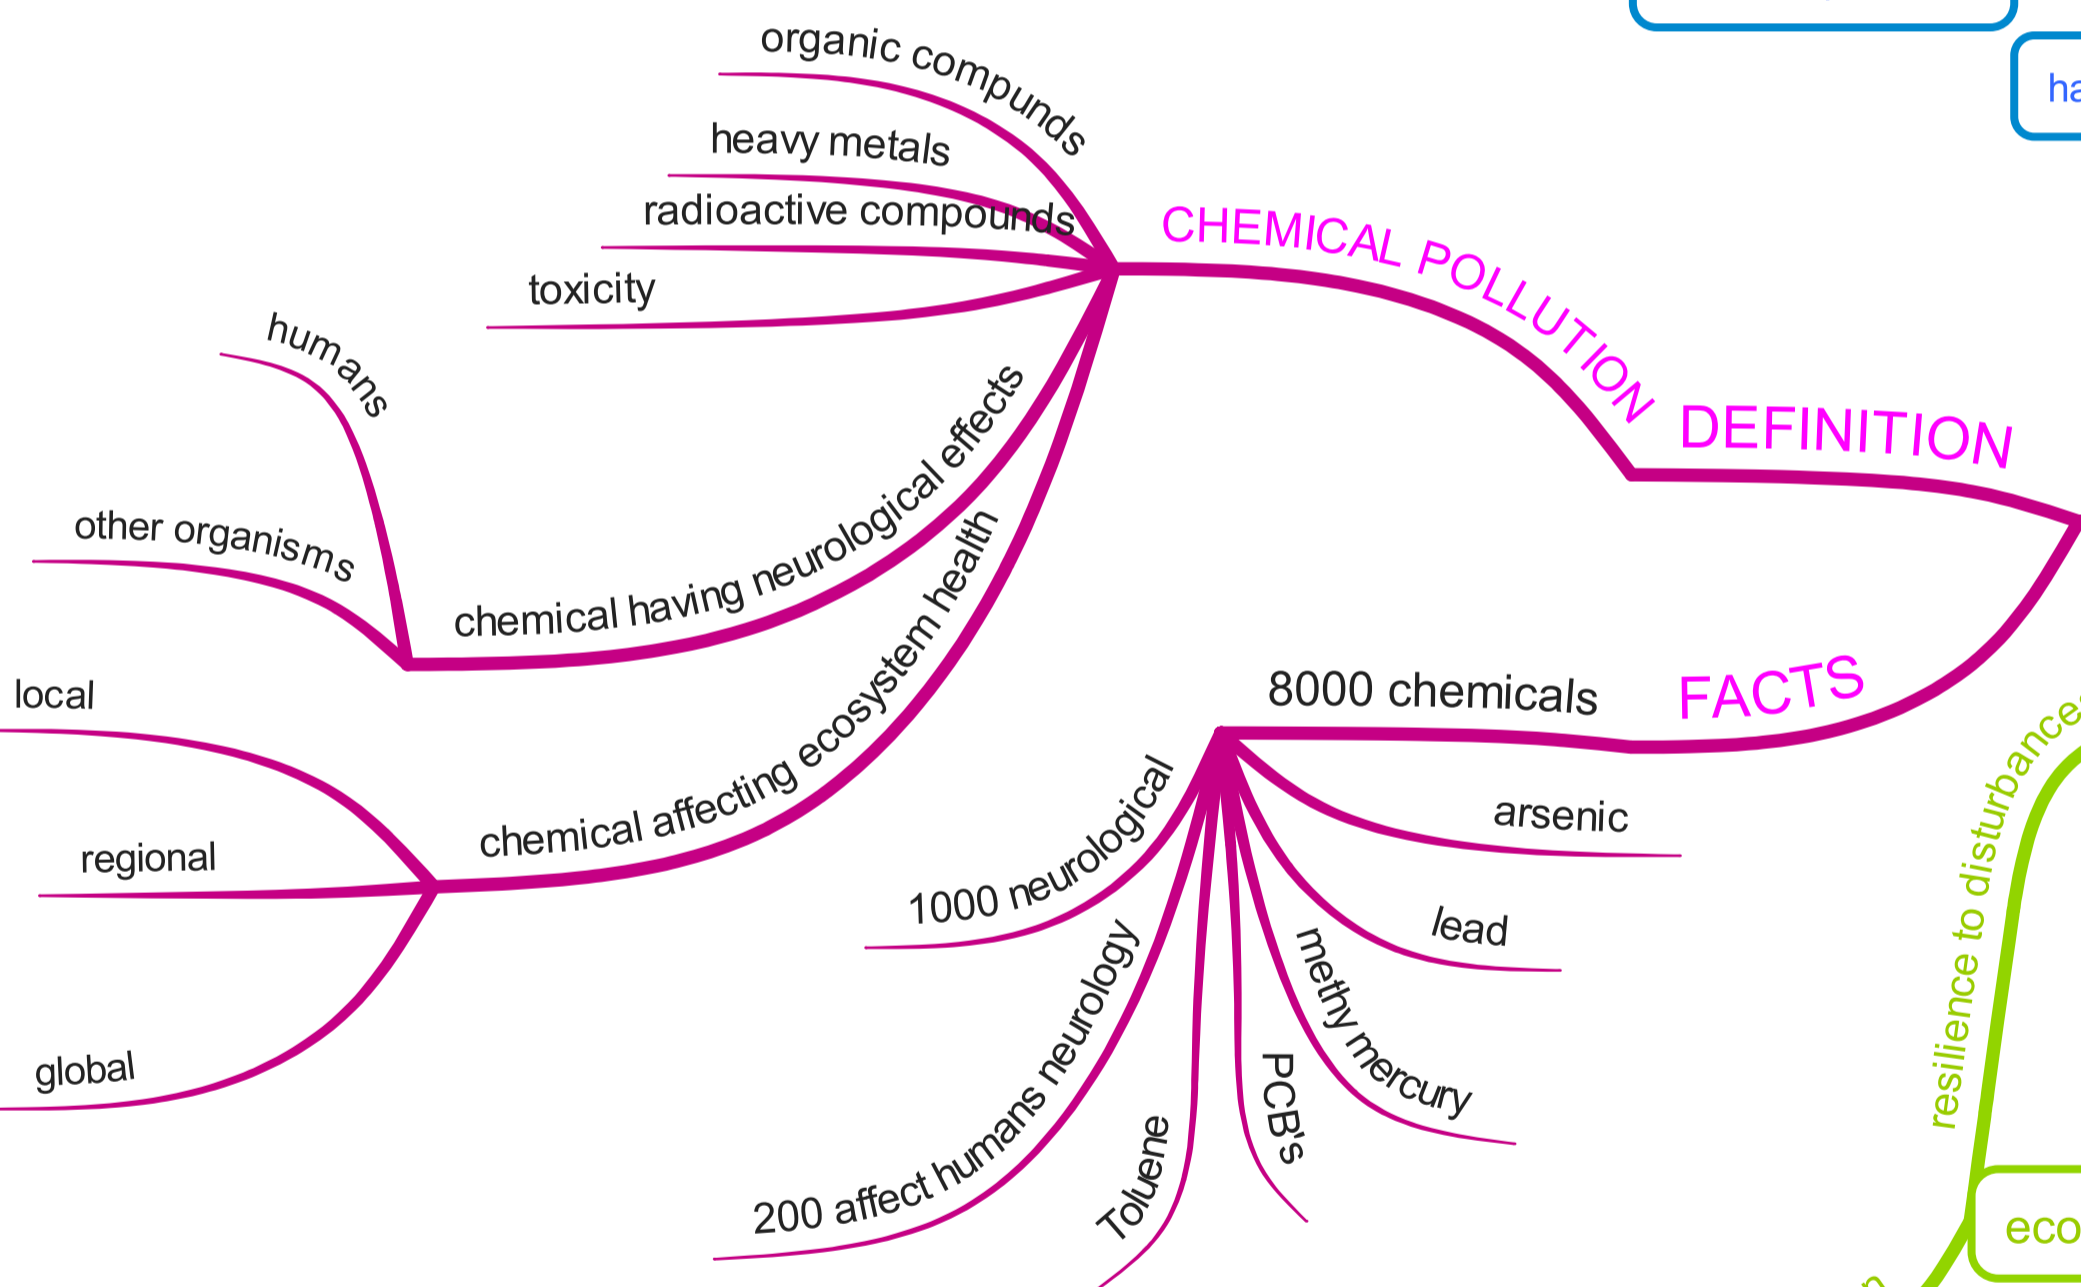 organic compunds
heavy metals
radioactive compounds
toxicity
humans
other organisms
chemical having neurological effects
local
regional
global
chemical affecting ecosystem health
CHEMICAL POLLUTION
DEFINITION
FACTS
8000 chemicals
1000 neurological
200 affect humans neurology
Toluene
PCB's
methy mercury
lead
arsenic
ha
resilience to disturbance
eco